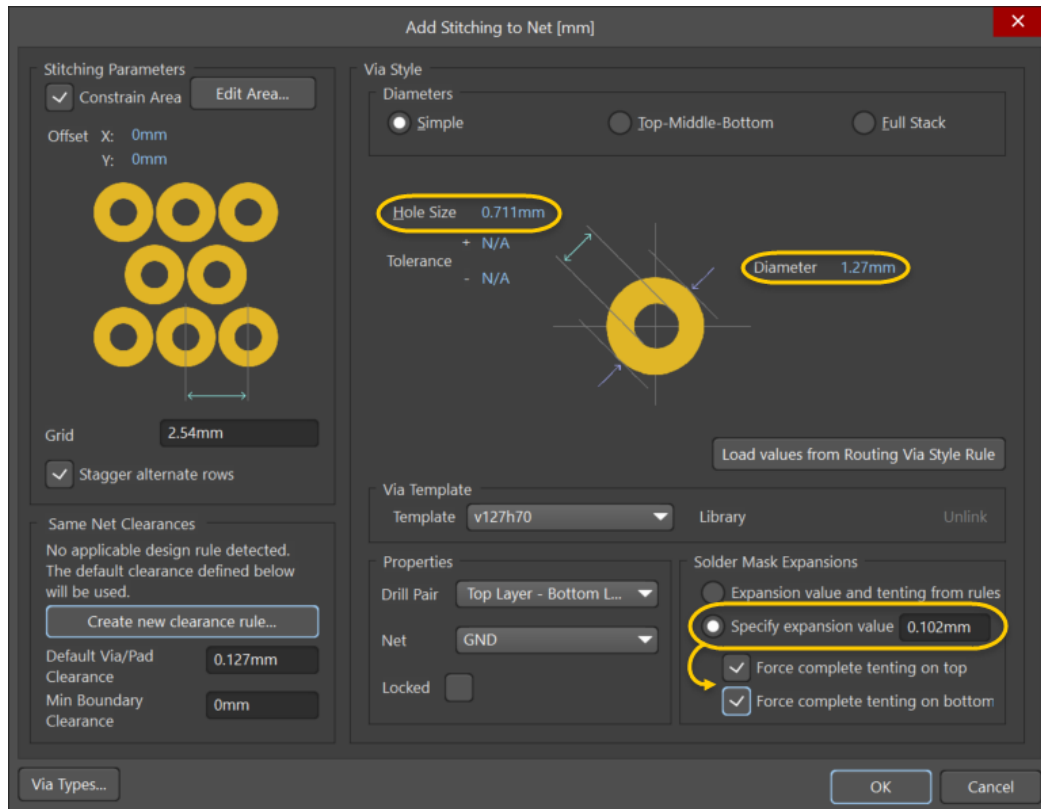 Add Stitching to Net [mm]
Stitching Parameters
Constrain Area
Edit Area...
Offset X: 0mm
Y: 0mm
Grid 2.54mm
Stagger alternate rows
Same Net Clearances
No applicable design rule detected.
The default clearance defined below
will be used.
Create new clearance rule...
Default Via/Pad
Clearance
0.127mm
Min Boundary
Clearance
0mm
Via Style
Diameters
Simple
Top-Middle-Bottom
Full Stack
Hole Size 0.711mm
+ N/A
Tolerance
- N/A
Diameter 1.27mm
Load values from Routing Via Style Rule
Via Template
Template v127h70
Library
Unlink
Properties
Drill Pair Top Layer - Bottom L...
Net GND
Locked
Solder Mask Expansions
Expansion value and tenting from rules
Specify expansion value 0.102mm
Force complete tenting on top
Force complete tenting on bottom
Via Types...
OK
Cancel